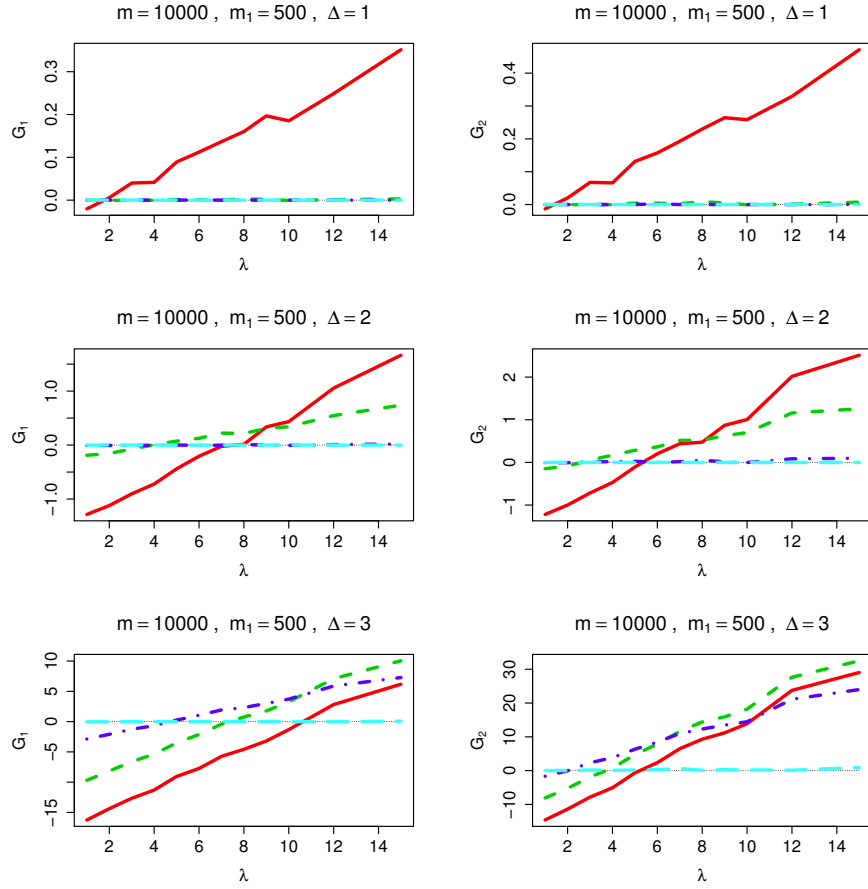 m = 10000 , m₁ = 500 , Δ = 1
G₁
0.0 0.1 0.2 0.3
2 4 6 8 10 12 14
λ
m = 10000 , m₁ = 500 , Δ = 1
G₂
0.0 0.2 0.4
2 4 6 8 10 12 14
λ
m = 10000 , m₁ = 500 , Δ = 2
G₁
−1.0 0.0 1.0
2 4 6 8 10 12 14
λ
m = 10000 , m₁ = 500 , Δ = 2
G₂
−1 0 1 2
2 4 6 8 10 12 14
λ
m = 10000 , m₁ = 500 , Δ = 3
G₁
−15 −5 0 5 10
2 4 6 8 10 12 14
λ
m = 10000 , m₁ = 500 , Δ = 3
G₂
−10 0 10 20 30
2 4 6 8 10 12 14
λ